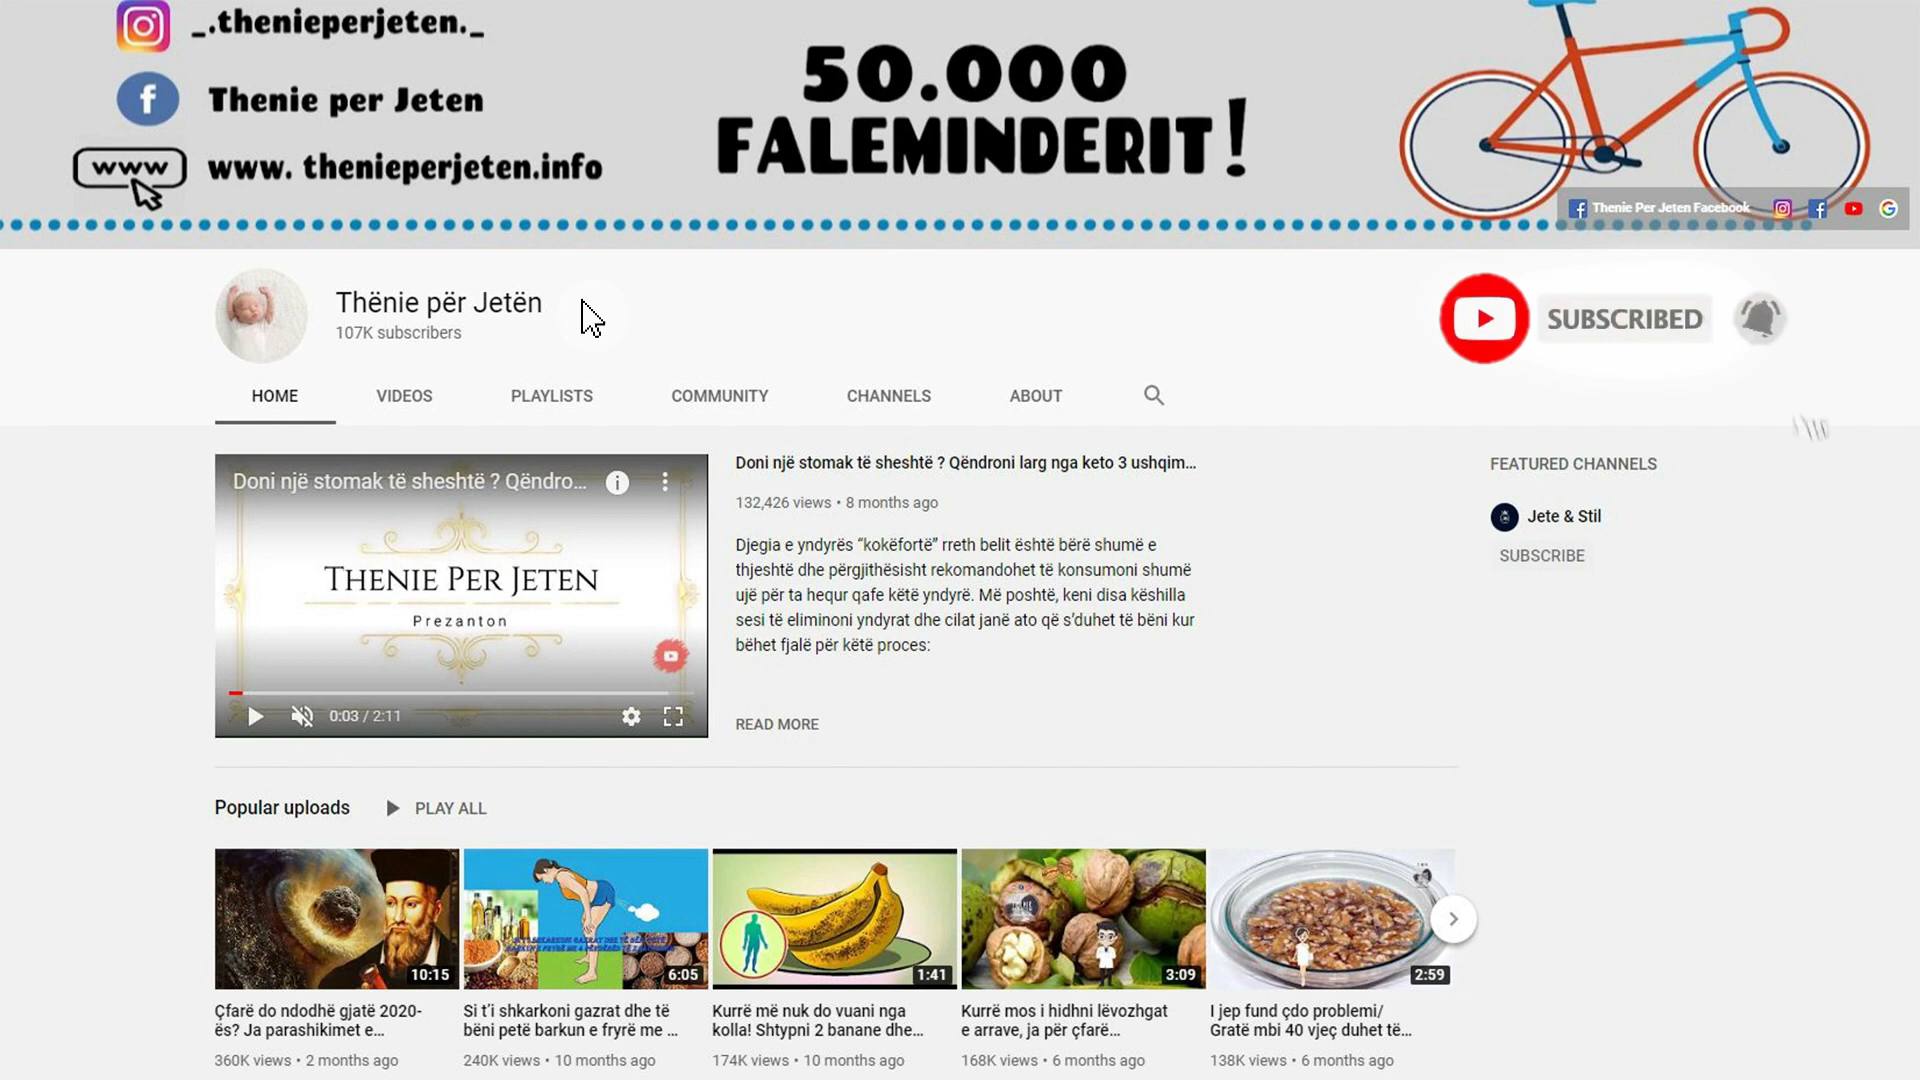 _.thenieperjeten._
Thenie per Jeten
www
www. thenieperjeten.info
50.000
FALEMINDERIT!
Thenie Per Jeten Facebook
Thënie për Jetën
107K subscribers
SUBSCRIBED
HOME
VIDEOS
PLAYLISTS
COMMUNITY
CHANNELS
ABOUT
Doni një stomak të sheshtë ? Qëndro...
THENIE PER JETEN
Prezanton
0:03 / 2:11
Doni një stomak të sheshtë ? Qëndroni larg nga keto 3 ushqim...
132,426 views • 8 months ago
Djegia e yndyrës “kokëfortë” rreth belit është bërë shumë e
thjeshtë dhe përgjithësisht rekomandohet të konsumoni shumë
ujë për ta hequr qafe këtë yndyrë. Më poshtë, keni disa këshilla
sesi të eliminoni yndyrat dhe cilat janë ato që s’duhet të bëni kur
bëhet fjalë për këtë proces:
READ MORE
FEATURED CHANNELS
Jete & Stil
SUBSCRIBE
Popular uploads
PLAY ALL
10:15
6:05
1:41
3:09
2:59
Çfarë do ndodhë gjatë 2020-
ës? Ja parashikimet e...
360K views • 2 months ago
Si t’i shkarkoni gazrat dhe të
bëni petë barkun e fryrë me ...
240K views • 10 months ago
Kurrë më nuk do vuani nga
kolla! Shtypni 2 banane dhe...
174K views • 10 months ago
Kurrë mos i hidhni lëvozhgat
e arrave, ja për çfarë...
168K views • 6 months ago
I jep fund çdo problemi/
Gratë mbi 40 vjeç duhet të...
138K views • 6 months ago